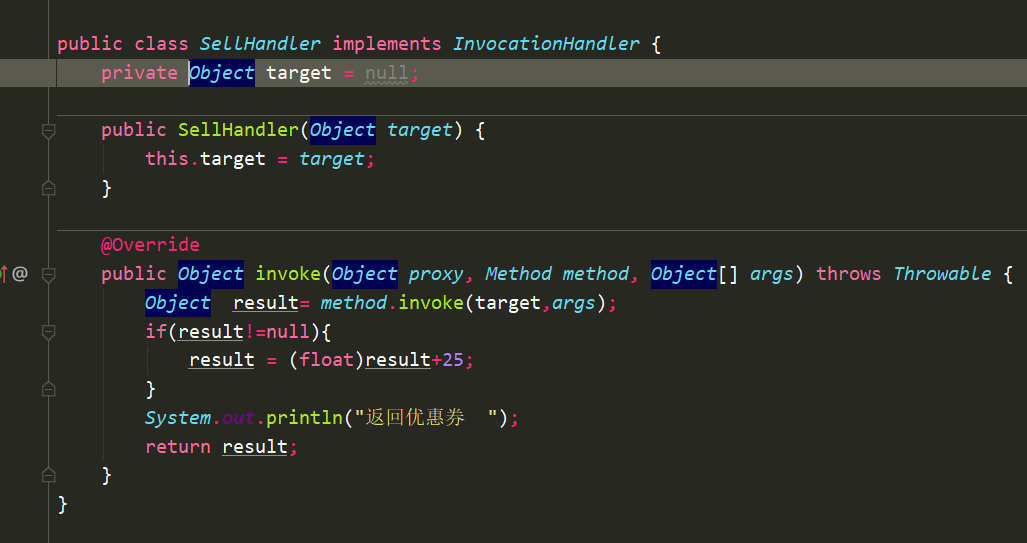 public class SellHandler implements InvocationHandler {
private Object target = null;
public SellHandler(Object target) {
this.target = target;
}
@Override
@
public Object invoke(Object proxy, Method method, Object[] args) throws Throwable {
Object  result= method.invoke(target,args);
if(result!=null){
result = (float)result+25;
}
System.out.println("返回优惠券  ");
return result;
}
}